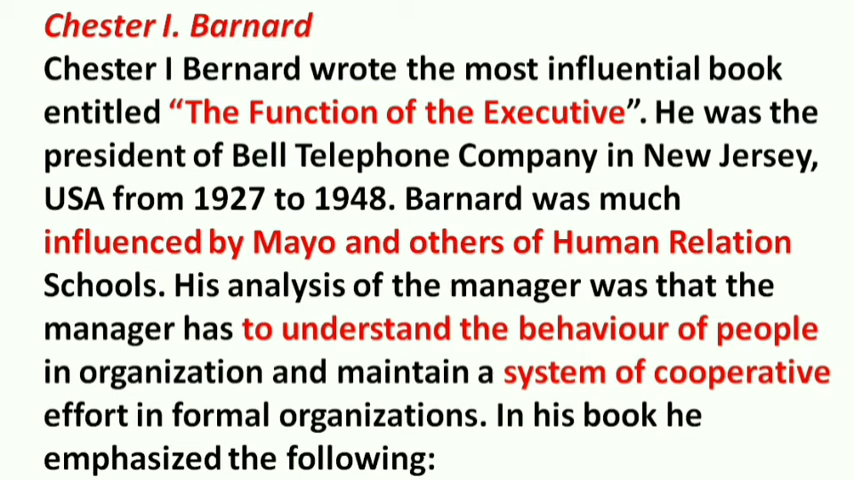 Chester I. Barnard
Chester I Bernard wrote the most influential book
entitled “The Function of the Executive”. He was the
president of Bell Telephone Company in New Jersey,
USA from 1927 to 1948. Barnard was much
influenced by Mayo and others of Human Relation
Schools. His analysis of the manager was that the
manager has to understand the behaviour of people
in organization and maintain a system of cooperative
effort in formal organizations. In his book he
emphasized the following: